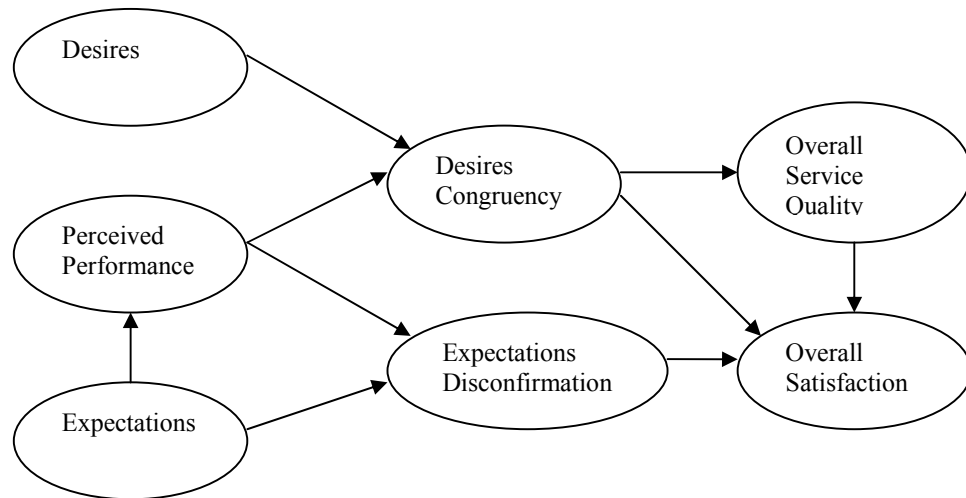 Desires
Desires
Congruency
Overall
Service
Quality
Perceived
Performance
Expectations
Disconfirmation
Overall
Satisfaction
Expectations